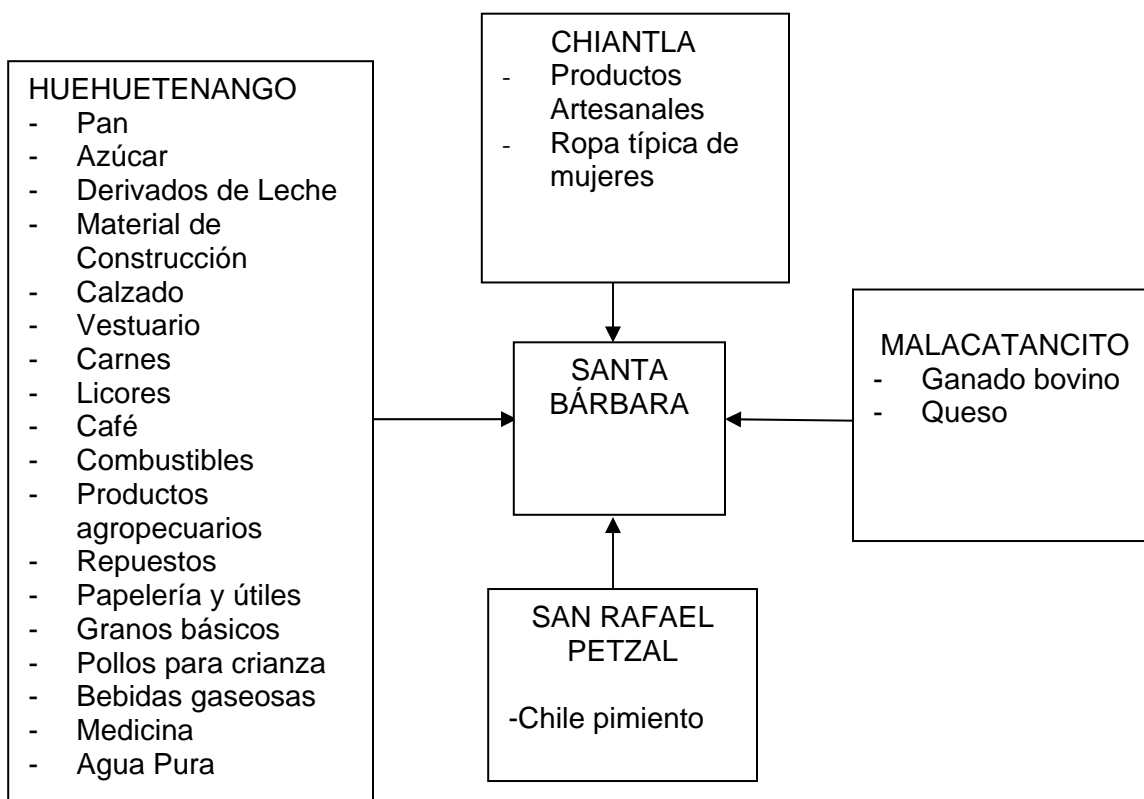 HUEHUETENANGO
- Pan
- Azúcar
- Derivados de Leche
- Material de
Construcción
- Calzado
- Vestuario
- Carnes
- Licores
- Café
- Combustibles
- Productos
agropecuarios
- Repuestos
- Papelería y útiles
- Granos básicos
- Pollos para crianza
- Bebidas gaseosas
- Medicina
- Agua Pura
CHIANTLA
- Productos
Artesanales
- Ropa típica de
mujeres
SANTA
BÁRBARA
MALACATANCITO
- Ganado bovino
- Queso
SAN RAFAEL
PETZAL
-Chile pimiento